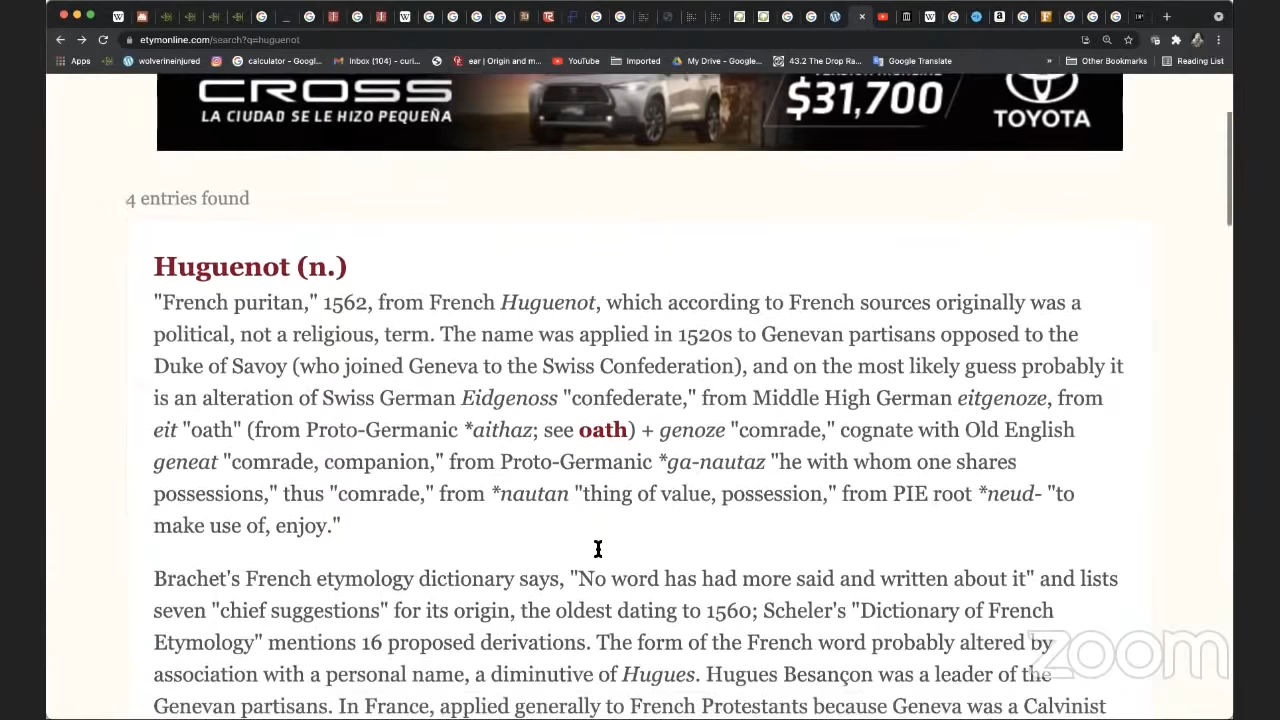 etymonline.com/search?q=huguenot
Apps wolverineinjured calculator - Googl... Inbox (104) – curi... ear | Origin and m... YouTube Imported My Drive – Google... 43.2 The Drop Ra... Google Translate » Other Bookmarks Reading List
CROSS
LA CIUDAD SE LE HIZO PEQUEÑA
$31,700
TOYOTA
4 entries found
Huguenot (n.)
"French puritan," 1562, from French Huguenot, which according to French sources originally was a
political, not a religious, term. The name was applied in 1520s to Genevan partisans opposed to the
Duke of Savoy (who joined Geneva to the Swiss Confederation), and on the most likely guess probably it
is an alteration of Swiss German Eidgenoss "confederate," from Middle High German eitgenoze, from
eit "oath" (from Proto-Germanic *aithaz; see oath) + genoze "comrade," cognate with Old English
geneat "comrade, companion," from Proto-Germanic *ga-nautaz "he with whom one shares
possessions," thus "comrade," from *nautan "thing of value, possession," from PIE root *neud- "to
make use of, enjoy."
Brachet's French etymology dictionary says, "No word has had more said and written about it" and lists
seven "chief suggestions" for its origin, the oldest dating to 1560; Scheler's "Dictionary of French
Etymology" mentions 16 proposed derivations. The form of the French word probably altered by
association with a personal name, a diminutive of Hugues. Hugues Besançon was a leader of the
Genevan partisans. In France, applied generally to French Protestants because Geneva was a Calvinist
zoom